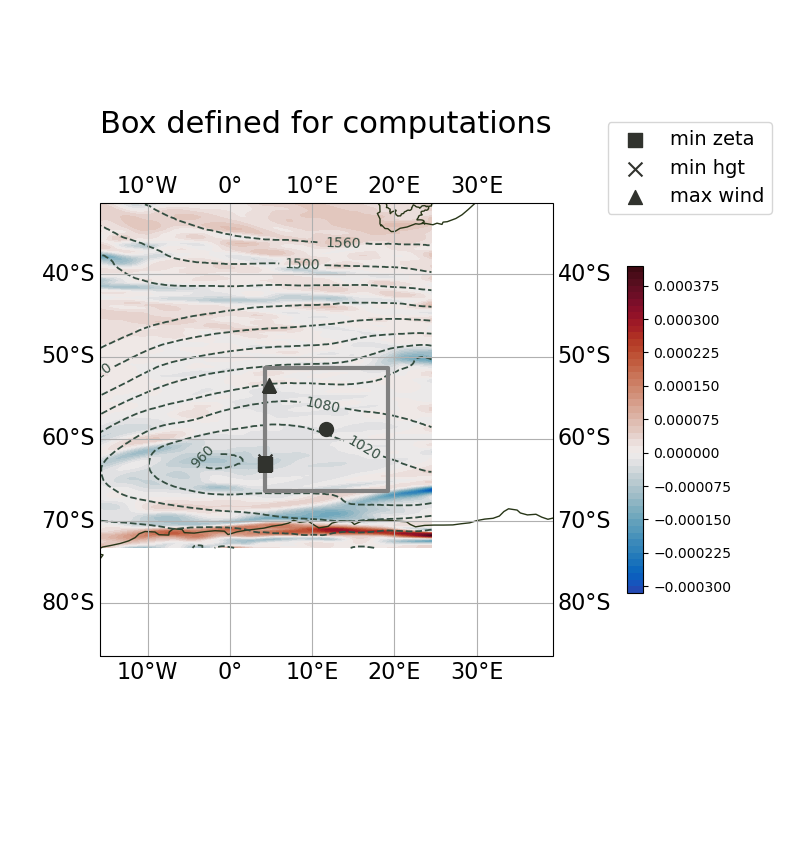 Box defined for computations
min zeta
min hgt
max wind
10°W 0° 10°E 20°E 30°E
1560
1500
40°S 40°S
0.000375
0.000300
0.000225
0.000150
0.000075
0.000000
−0.000075
−0.000150
−0.000225
−0.000300
50°S 50°S
1080
1020
960
60°S 60°S
70°S 70°S
80°S 80°S
10°W 0° 10°E 20°E 30°E